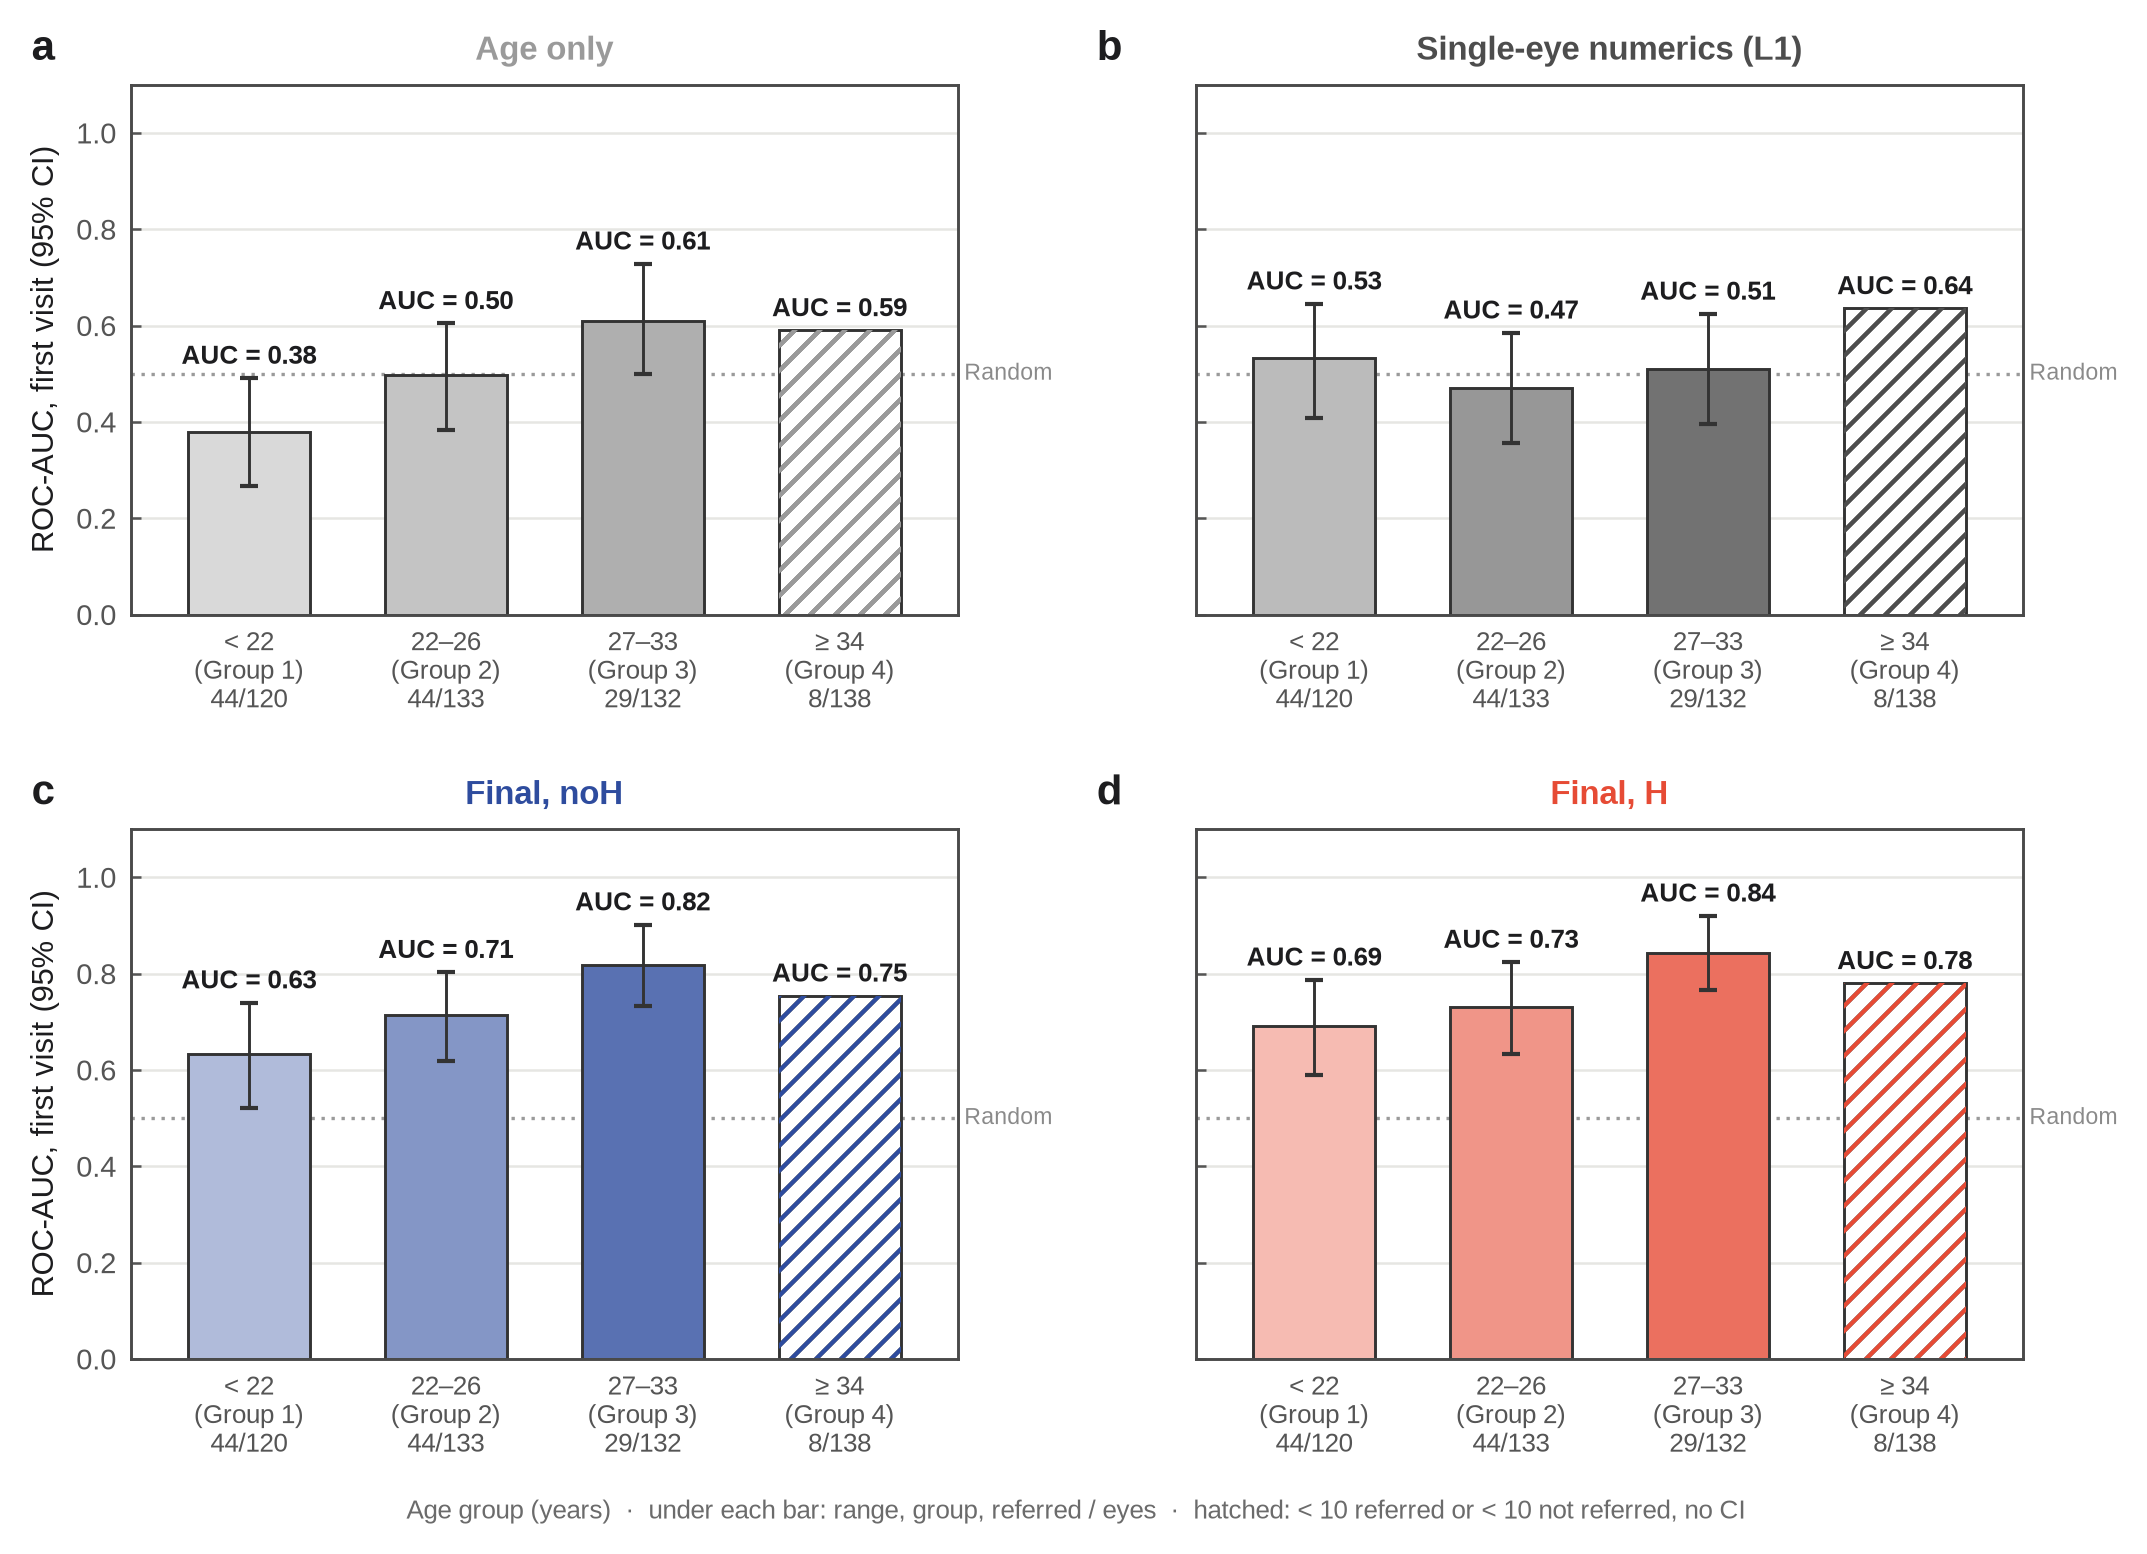 a
Age only
ROC-AUC, first visit (95% CI)
1.0
0.8
0.6
0.4
0.2
0.0
AUC = 0.38
AUC = 0.50
AUC = 0.61
AUC = 0.59
Random
< 22
(Group 1)
44/120
22–26
(Group 2)
44/133
27–33
(Group 3)
29/132
≥ 34
(Group 4)
8/138
b
Single-eye numerics (L1)
AUC = 0.53
AUC = 0.47
AUC = 0.51
AUC = 0.64
Random
< 22
(Group 1)
44/120
22–26
(Group 2)
44/133
27–33
(Group 3)
29/132
≥ 34
(Group 4)
8/138
c
Final, noH
ROC-AUC, first visit (95% CI)
1.0
0.8
0.6
0.4
0.2
0.0
AUC = 0.63
AUC = 0.71
AUC = 0.82
AUC = 0.75
Random
< 22
(Group 1)
44/120
22–26
(Group 2)
44/133
27–33
(Group 3)
29/132
≥ 34
(Group 4)
8/138
d
Final, H
AUC = 0.69
AUC = 0.73
AUC = 0.84
AUC = 0.78
Random
< 22
(Group 1)
44/120
22–26
(Group 2)
44/133
27–33
(Group 3)
29/132
≥ 34
(Group 4)
8/138
Age group (years) · under each bar: range, group, referred / eyes · hatched: < 10 referred or < 10 not referred, no CI